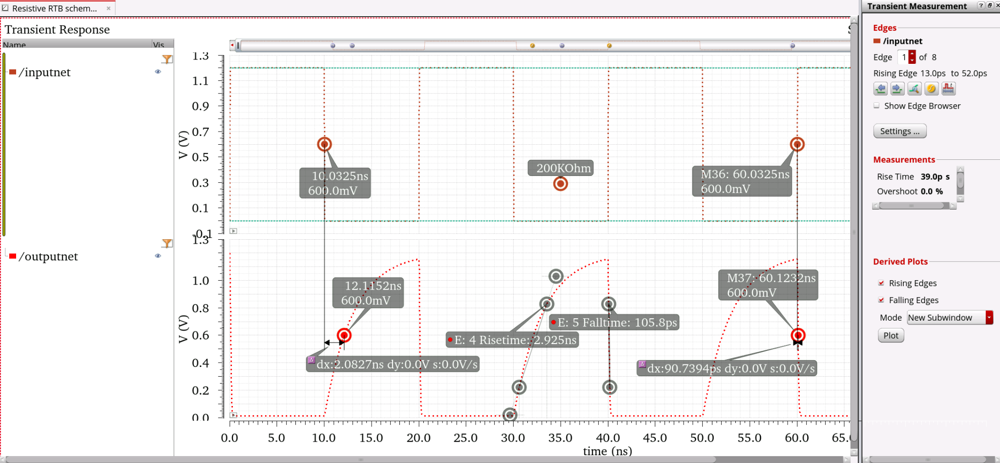 Resistive RTB schem... ×
Transient Response
Name Vis
/inputnet
/outputnet
1.3
1.1
0.9
0.7
0.5
0.3
0.1
-0.1
V (V)
10.0325ns
600.0mV
200KOhm
M36: 60.0325ns
600.0mV
1.3
1.0
0.8
0.6
0.4
0.2
0.0
V (V)
12.1152ns
600.0mV
M37: 60.1232ns
600.0mV
E: 5 Falltime: 105.8ps
E: 4 Risetime: 2.925ns
dx:2.0827ns dy:0.0V s:0.0V/s
dx:90.7394ps dy:0.0V s:0.0V/s
0.0 5.0 10.0 15.0 20.0 25.0 30.0 35.0 40.0 45.0 50.0 55.0 60.0 65.0
time (ns)
Transient Measurement
Edges
/inputnet
Edge 1 of 8
Rising Edge 13.0ps to 52.0ps
Show Edge Browser
Settings ...
Measurements
Rise Time 39.0p s
Overshoot 0.0 %
Derived Plots
Rising Edges
Falling Edges
Mode New Subwindow
Plot